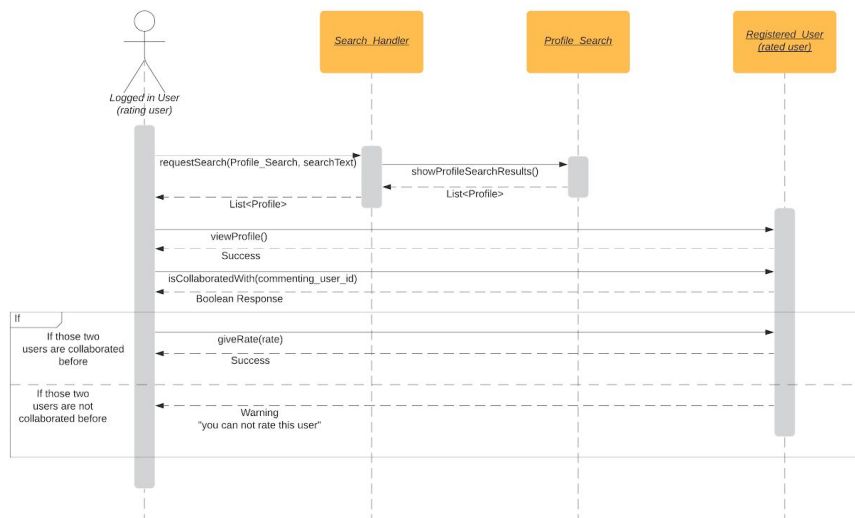 Search_Handler
Profile_Search
Registered_User
(rated user)
Logged in User
(rating user)
requestSearch(Profile_Search, searchText)
showProfileSearchResults()
List<Profile>
List<Profile>
viewProfile()
Success
isCollaboratedWith(commenting_user_id)
Boolean Response
If
If those two
users are collaborated
before
giveRate(rate)
Success
If those two
users are not
collaborated before
Warning
"you can not rate this user"